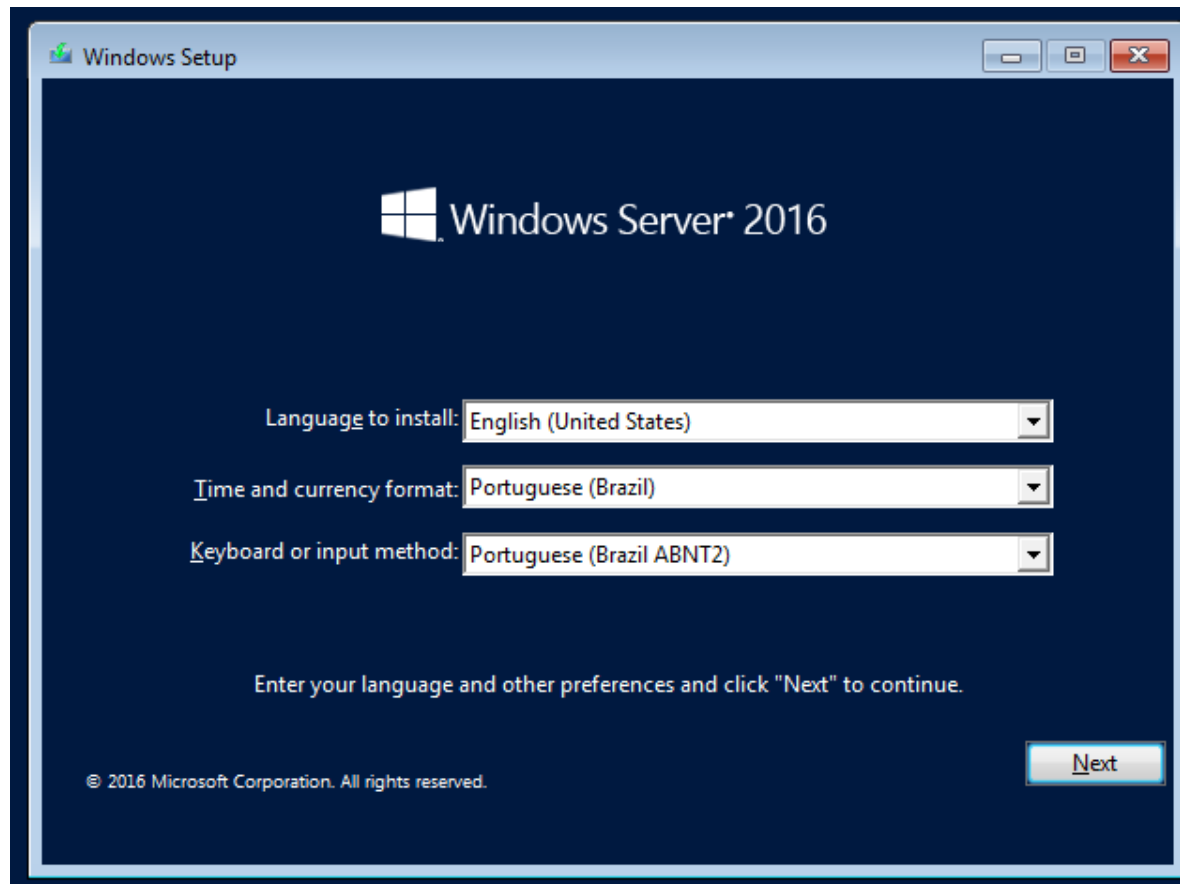 Windows Setup
Windows Server® 2016
Language to install: English (United States)
Time and currency format: Portuguese (Brazil)
Keyboard or input method: Portuguese (Brazil ABNT2)
Enter your language and other preferences and click "Next" to continue.
Next
© 2016 Microsoft Corporation. All rights reserved.